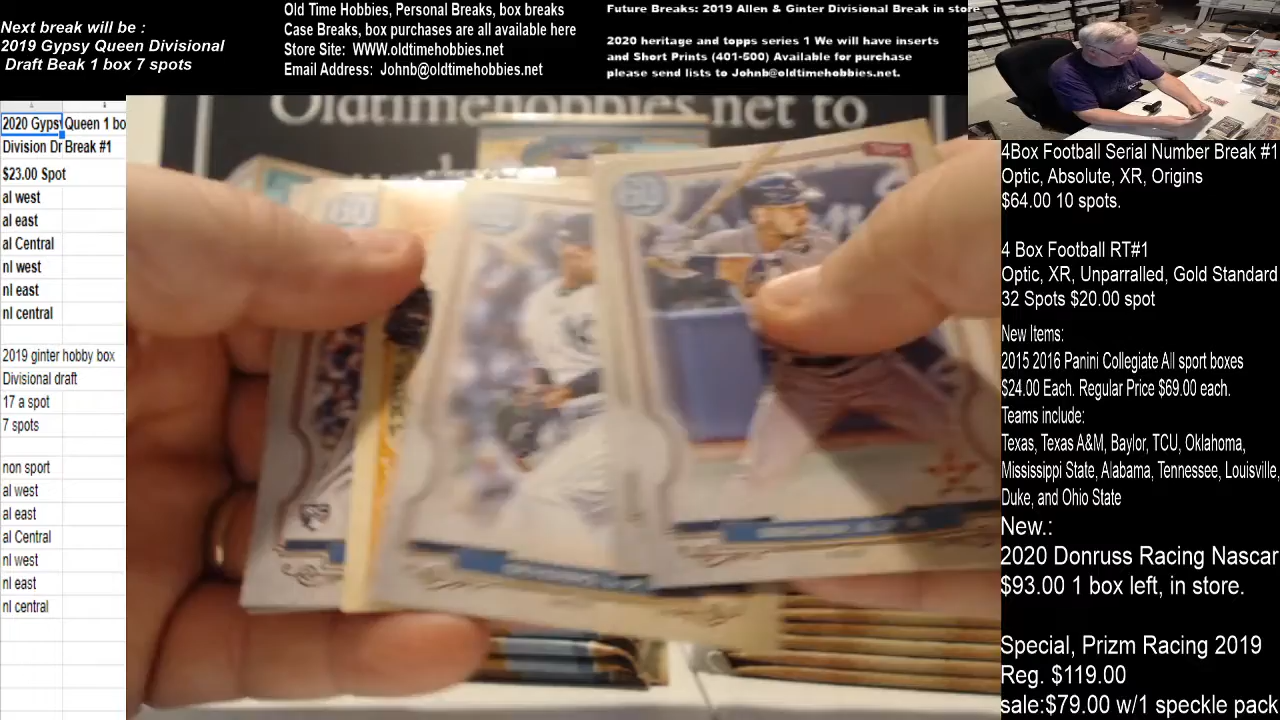 Next break will be :
2019 Gypsy Queen Divisional
Draft Beak 1 box 7 spots
Old Time Hobbies, Personal Breaks, box breaks
Case Breaks, box purchases are all available here
Store Site: WWW.oldtimehobbies.net
Email Address: Johnb@oldtimehobbies.net
Future Breaks: 2019 Allen & Ginter Divisional Break in store
2020 heritage and topps series 1 We will have inserts
and Short Prints (401-500) Available for purchase
please send lists to Johnb@oldtimehobbies.net.
2020 Gypsy Queen 1 bo
Division Dr Break #1
$23.00 Spot
al west
al east
al Central
nl west
nl east
nl central
2019 ginter hobby box
Divisional draft
17 a spot
7 spots
non sport
al west
al east
al Central
nl west
nl east
nl central
Oldtimehobbies.net to
GQ
GQ
4Box Football Serial Number Break #1
Optic, Absolute, XR, Origins
$64.00 10 spots.
4 Box Football RT#1
Optic, XR, Unparralled, Gold Standard
32 Spots $20.00 spot
New Items:
2015 2016 Panini Collegiate All sport boxes
$24.00 Each. Regular Price $69.00 each.
Teams include:
Texas, Texas A&M, Baylor, TCU, Oklahoma,
Mississippi State, Alabama, Tennessee, Louisville,
Duke, and Ohio State
New.:
2020 Donruss Racing Nascar
$93.00 1 box left, in store.
Special, Prizm Racing 2019
Reg. $119.00
sale:$79.00 w/1 speckle pack